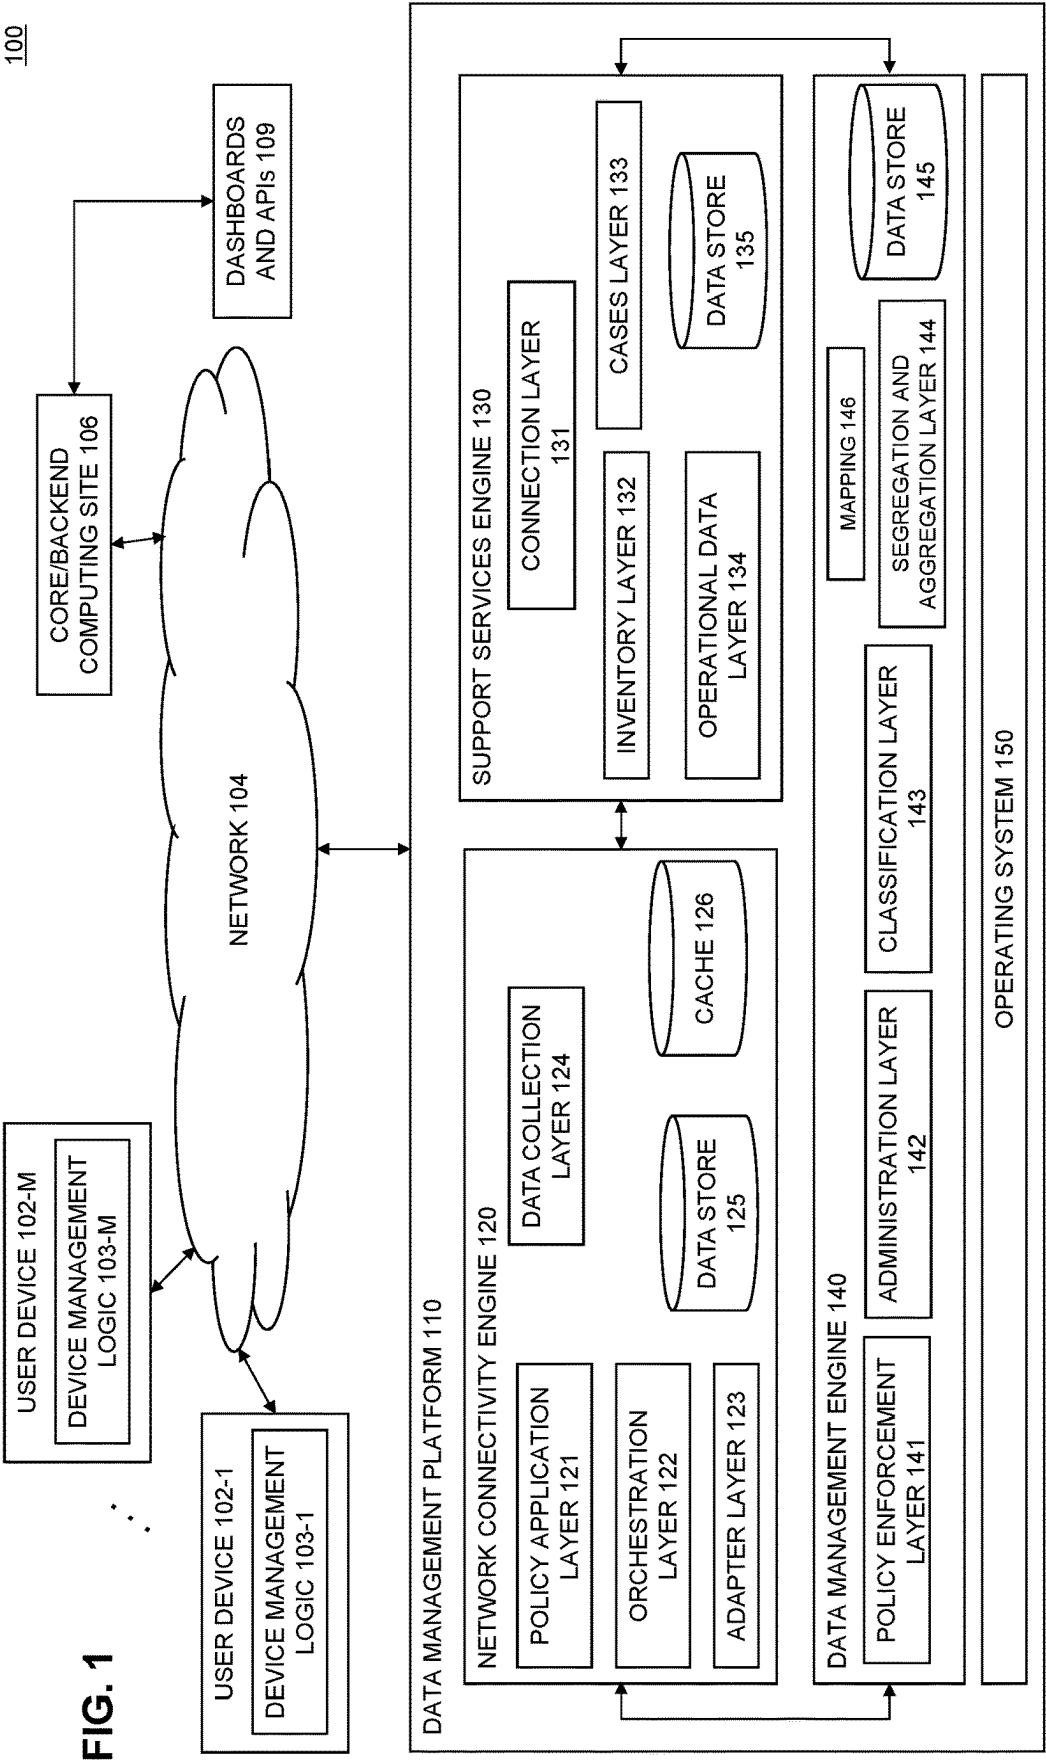 FIG. 1
100
USER DEVICE 102-M
DEVICE MANAGEMENT
LOGIC 103-M
USER DEVICE 102-1
DEVICE MANAGEMENT
LOGIC 103-1
NETWORK 104
CORE/BACKEND
COMPUTING SITE 106
DASHBOARDS
AND APIs 109
DATA MANAGEMENT PLATFORM 110
NETWORK CONNECTIVITY ENGINE 120
POLICY APPLICATION
LAYER 121
ORCHESTRATION
LAYER 122
ADAPTER LAYER 123
DATA COLLECTION
LAYER 124
DATA STORE
125
CACHE 126
SUPPORT SERVICES ENGINE 130
CONNECTION LAYER
131
INVENTORY LAYER 132
CASES LAYER 133
OPERATIONAL DATA
LAYER 134
DATA STORE
135
DATA MANAGEMENT ENGINE 140
POLICY ENFORCEMENT
LAYER 141
ADMINISTRATION LAYER
142
CLASSIFICATION LAYER
143
MAPPING 146
SEGREGATION AND
AGGREGATION LAYER 144
DATA STORE
145
OPERATING SYSTEM 150